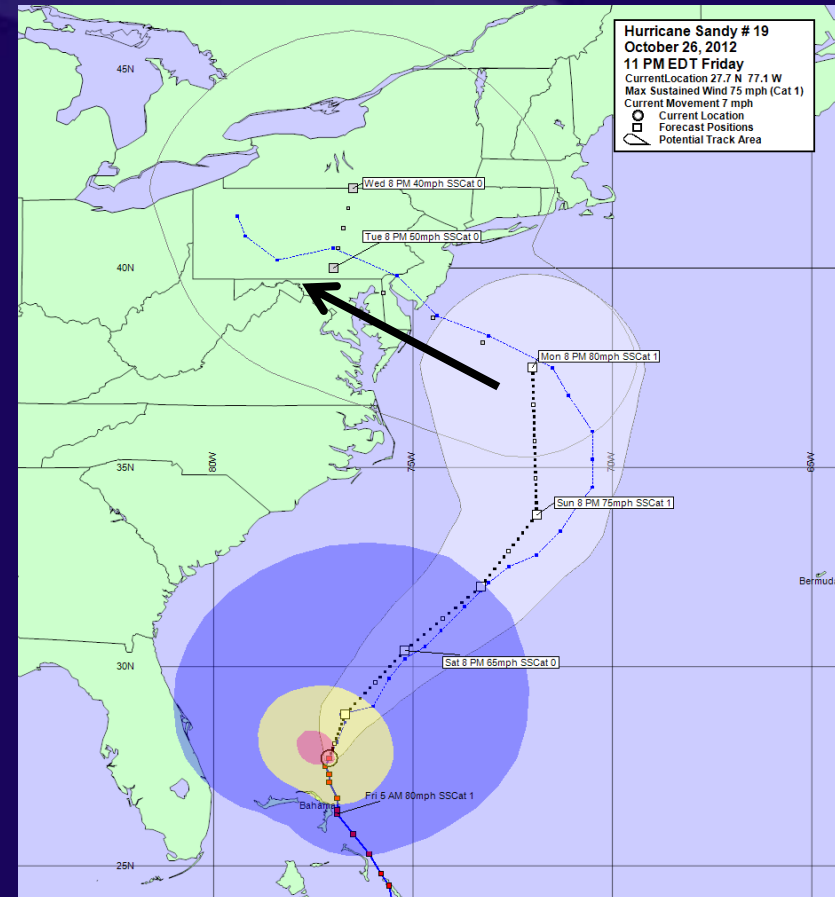 Hurricane Sandy # 19
October 26, 2012
11 PM EDT Friday
CurrentLocation 27.7 N 77.1 W
Max Sustained Wind 75 mph (Cat 1)
Current Movement 7 mph
Current Location
Forecast Positions
Potential Track Area
45N
Wed 8 PM 40mph SSCat 0
Tue 8 PM 50mph SSCat 0
40N
Mon 8 PM 80mph SSCat 1
80W
75W
70W
65W
35N
Sun 8 PM 75mph SSCat 1
Bermuda
30N
Sat 8 PM 65mph SSCat 0
Fri 5 AM 80mph SSCat 1
Bahamas
25N